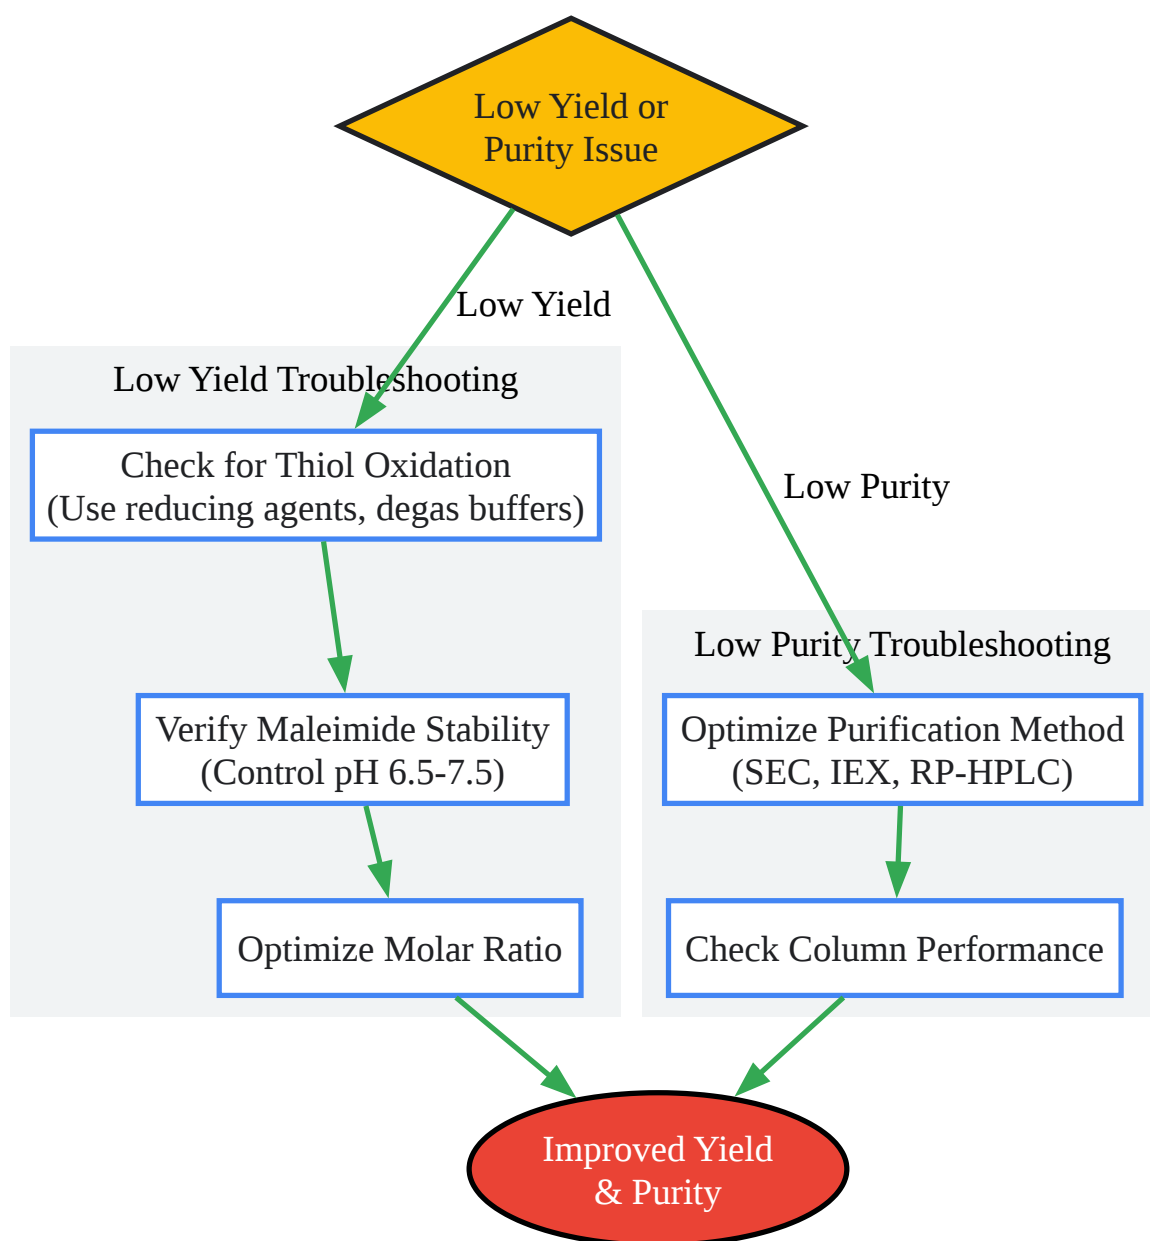 Low Yield or
Purity Issue
Low Yield
Low Yield Troubleshooting
Check for Thiol Oxidation
(Use reducing agents, degas buffers)
Low Purity
Low Purity Troubleshooting
Verify Maleimide Stability
(Control pH 6.5-7.5)
Optimize Purification Method
(SEC, IEX, RP-HPLC)
Optimize Molar Ratio
Check Column Performance
Improved Yield
& Purity